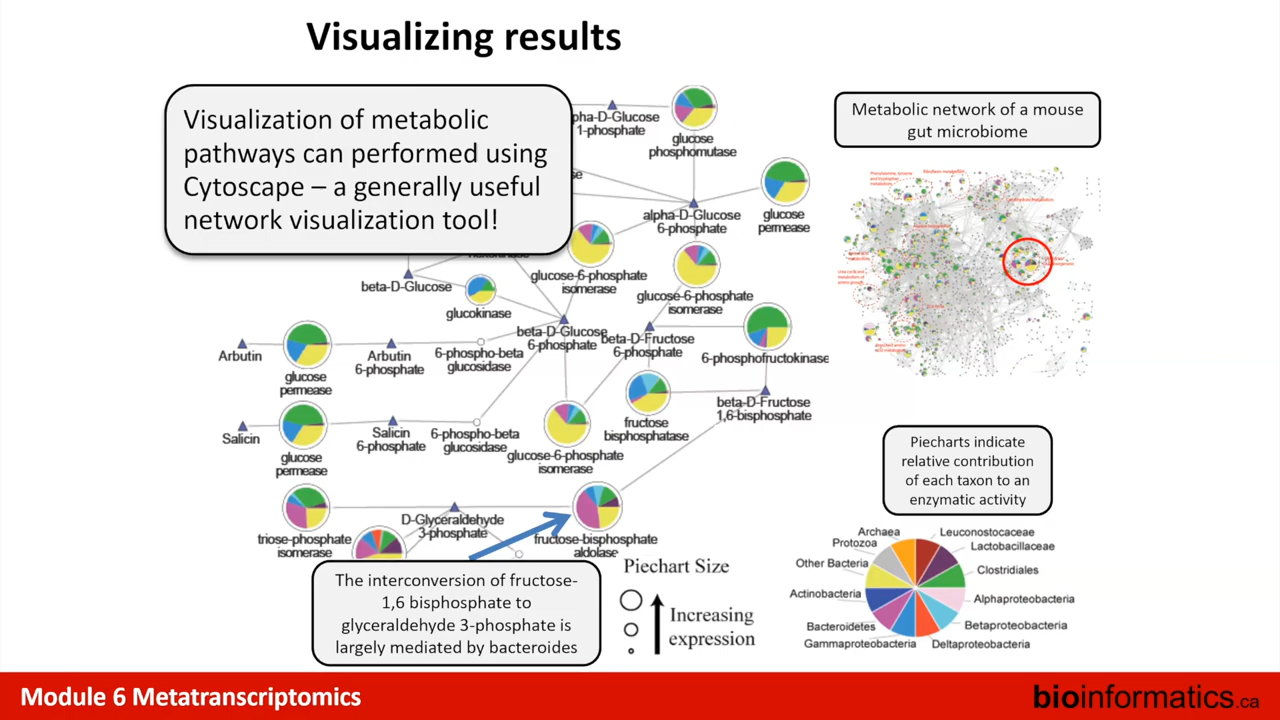 Visualizing results
Visualization of metabolic
pathways can performed using
Cytoscape – a generally useful
network visualization tool!
pha-D-Glucose
1-phosphate
glucose
phosphomutase
alpha-D-Glucose
6-phosphate
glucose
permease
beta-D-Glucose
glucokinase
glucose-6-phosphate
isomerase
glucose-6-phosphate
isomerase
beta-D-Glucose
6-phosphate
beta-D-Fructose
6-phosphate
6-phosphofructokinase
Arbutin
glucose
permease
Arbutin
6-phosphate
6-phospho-beta
glucosidase
fructose
bisphosphatase
beta-D-Fructose
1,6-bisphosphate
Salicin
glucose
permease
Salicin
6-phosphate
6-phospho-beta
glucosidase
glucose-6-phosphate
isomerase
triose-phosphate
isomerase
D-Glyceraldehyde
3-phosphate
fructose-bisphosphate
aldolase
The interconversion of fructose-
1,6 bisphosphate to
glyceraldehyde 3-phosphate is
largely mediated by bacteroides
Piechart Size
Increasing
expression
Metabolic network of a mouse
gut microbiome
Piecharts indicate
relative contribution
of each taxon to an
enzymatic activity
Archaea
Leuconostocaceae
Protozoa
Lactobacillaceae
Other Bacteria
Clostridiales
Actinobacteria
Alphaproteobacteria
Bacteroidetes
Betaproteobacteria
Gammaproteobacteria
Deltaproteobacteria
Module 6 Metatranscriptomics
bioinformatics.ca